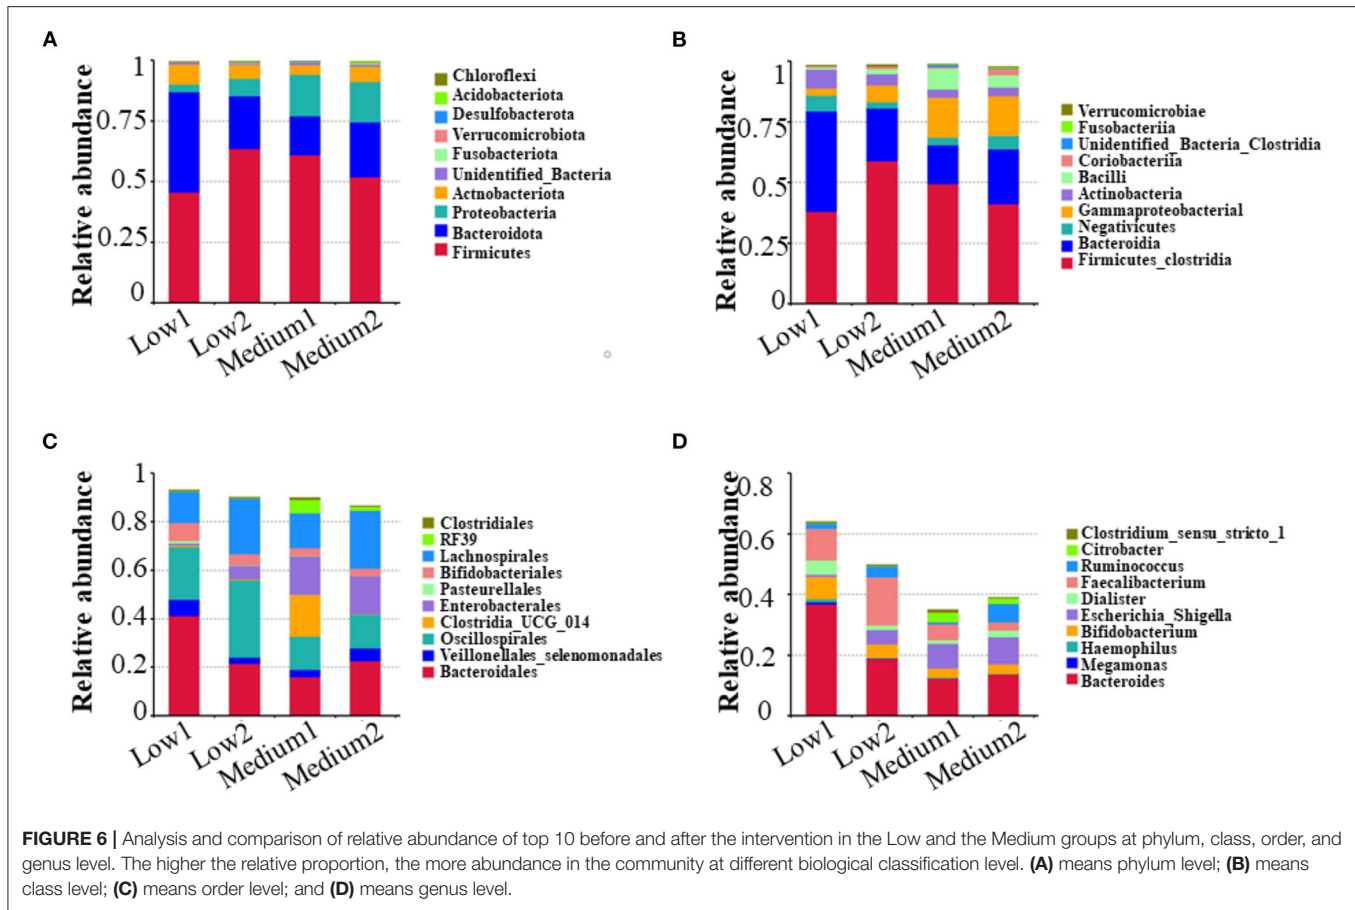 A
Relative abundance
1
0.75
0.5
0.25
0
Low1
Low2
Medium1
Medium2
Chloroflexi
Acidobacteriota
Desulfobacterota
Verrucomicrobiota
Fusobacteriota
Unidentified_Bacteria
Actnobacteriota
Proteobacteria
Bacteroidota
Firmicutes
B
Relative abundance
1
0.75
0.5
0.25
0
Low1
Low2
Medium1
Medium2
Verrucomicrobiae
Fusobacteriia
Unidentified_Bacteria_Clostridia
Coriobacteriia
Bacilli
Actinobacteria
Gammaproteobacterial
Negativicutes
Bacteroidia
Firmicutes_clostridia
C
Relative abundance
1
0.8
0.6
0.4
0.2
0
Low1
Low2
Medium1
Medium2
Clostridiales
RF39
Lachnospirales
Bifidobacteriales
Pasteurellales
Enterobacterales
Clostridia_UCG_014
Oscillospirales
Veillonellales_selenomonadales
Bacteroidales
D
Relative abundance
0.8
0.6
0.4
0.2
0
Low1
Low2
Medium1
Medium2
Clostridium_sensu_stricto_1
Citrobacter
Ruminococcus
Faecalibacterium
Dialister
Escherichia_Shigella
Bifidobacterium
Haemophilus
Megamonas
Bacteroides
FIGURE 6 | Analysis and comparison of relative abundance of top 10 before and after the intervention in the Low and the Medium groups at phylum, class, order, and
genus level. The higher the relative proportion, the more abundance in the community at different biological classification level. (A) means phylum level; (B) means
class level; (C) means order level; and (D) means genus level.